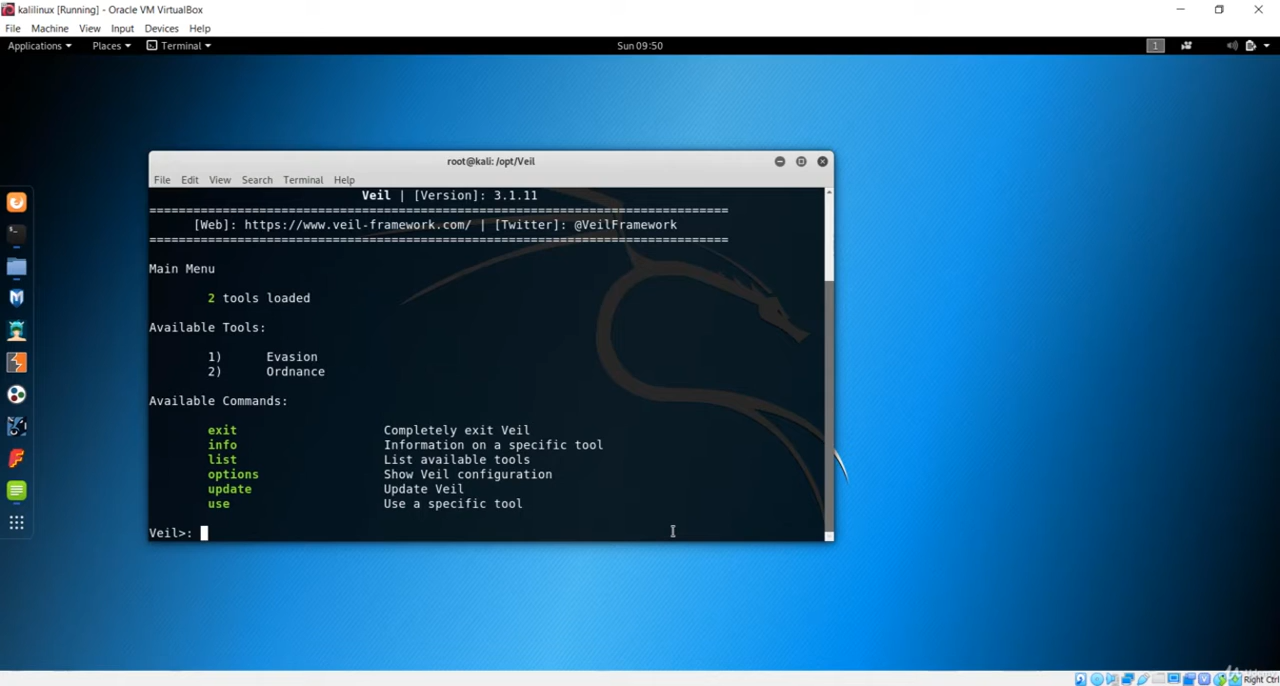 kalilinux [Running] - Oracle VM VirtualBox
File Machine View Input Devices Help
Applications Places Terminal Sun 09:50 1
root@kali: /opt/Veil
File Edit View Search Terminal Help
Veil | [Version]: 3.1.11
================================================================================
[Web]: https://www.veil-framework.com/ | [Twitter]: @VeilFramework
================================================================================
Main Menu
2 tools loaded
Available Tools:
1) Evasion
2) Ordnance
Available Commands:
exit Completely exit Veil
info Information on a specific tool
list List available tools
options Show Veil configuration
update Update Veil
use Use a specific tool
Veil>:
Right Ctrl